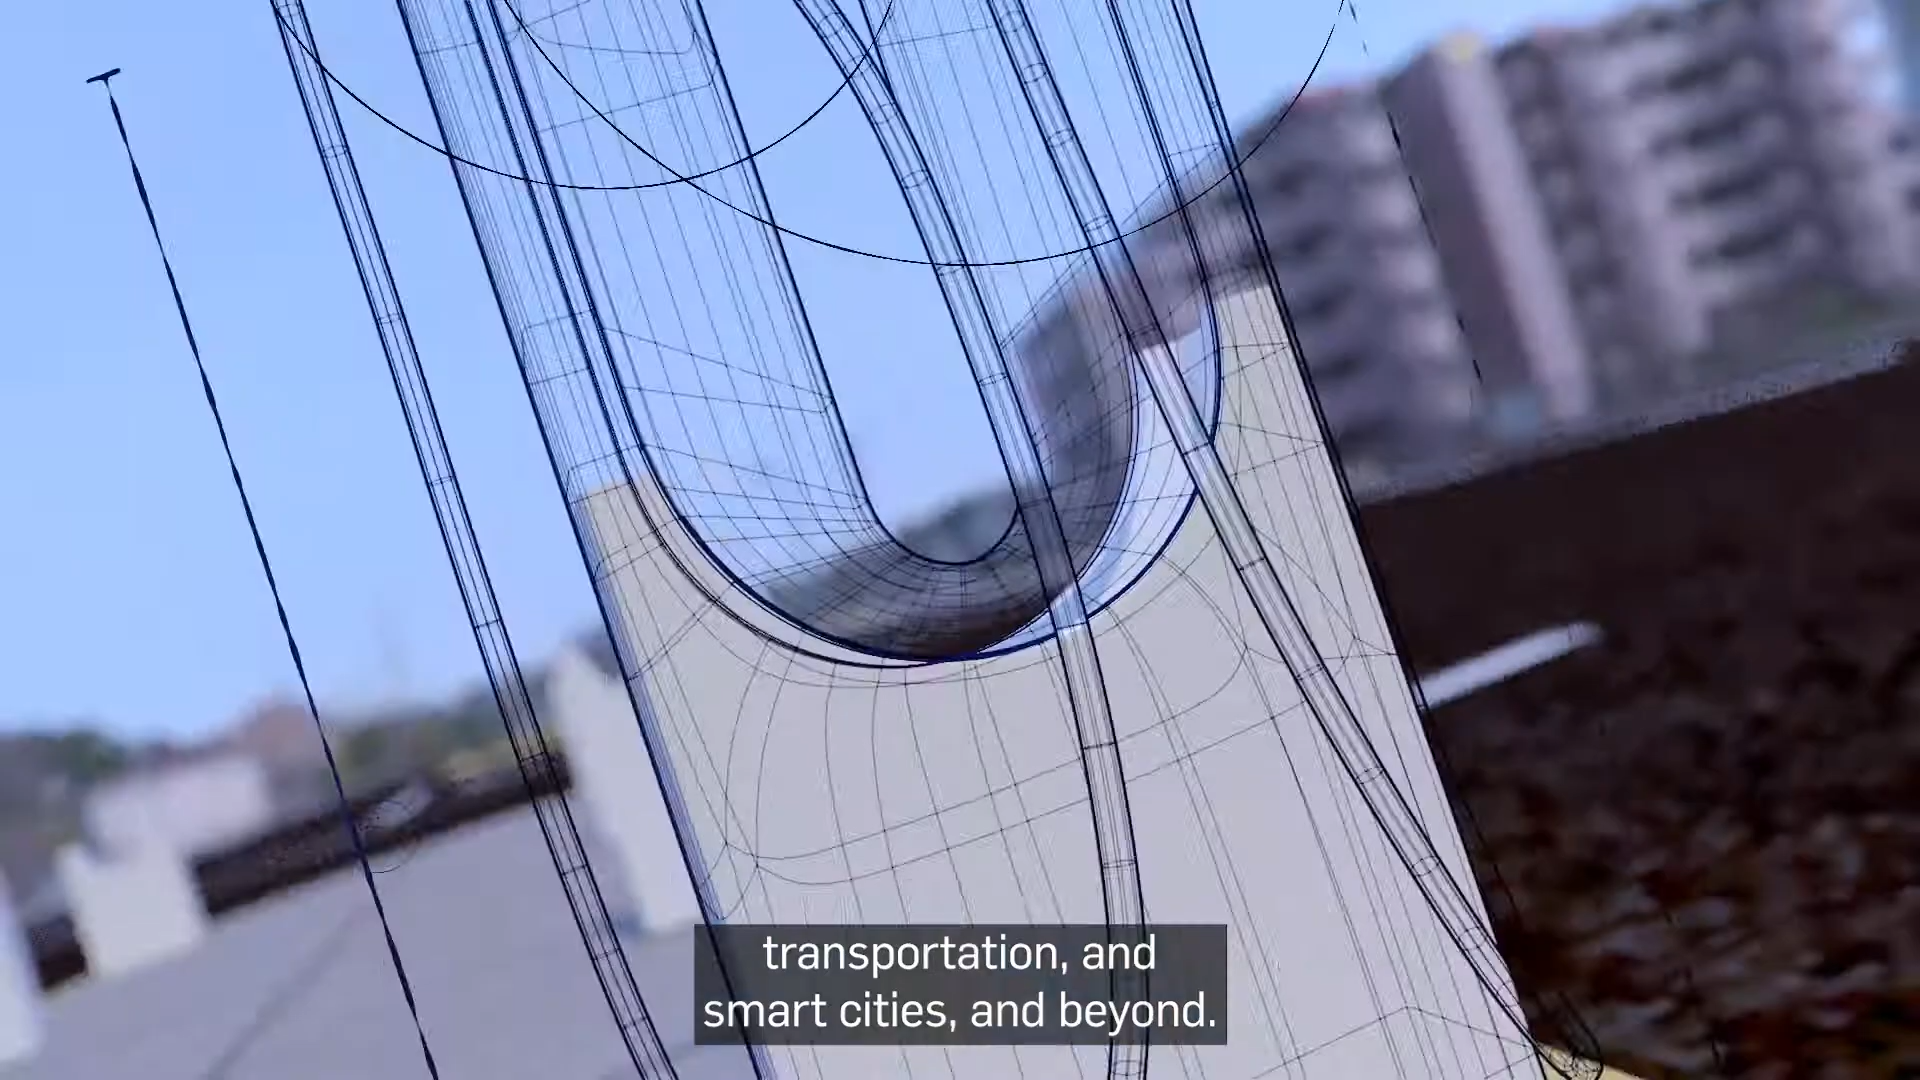 transportation, and
smart cities, and beyond.